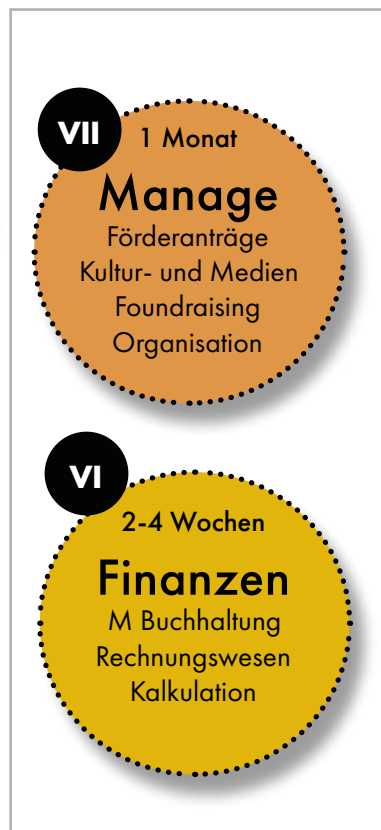 VII
1 Monat
Manage
Förderanträge
Kultur- und Medien
Foundraising
Organisation
VI
2-4 Wochen
Finanzen
M Buchhaltung
Rechnungswesen
Kalkulation